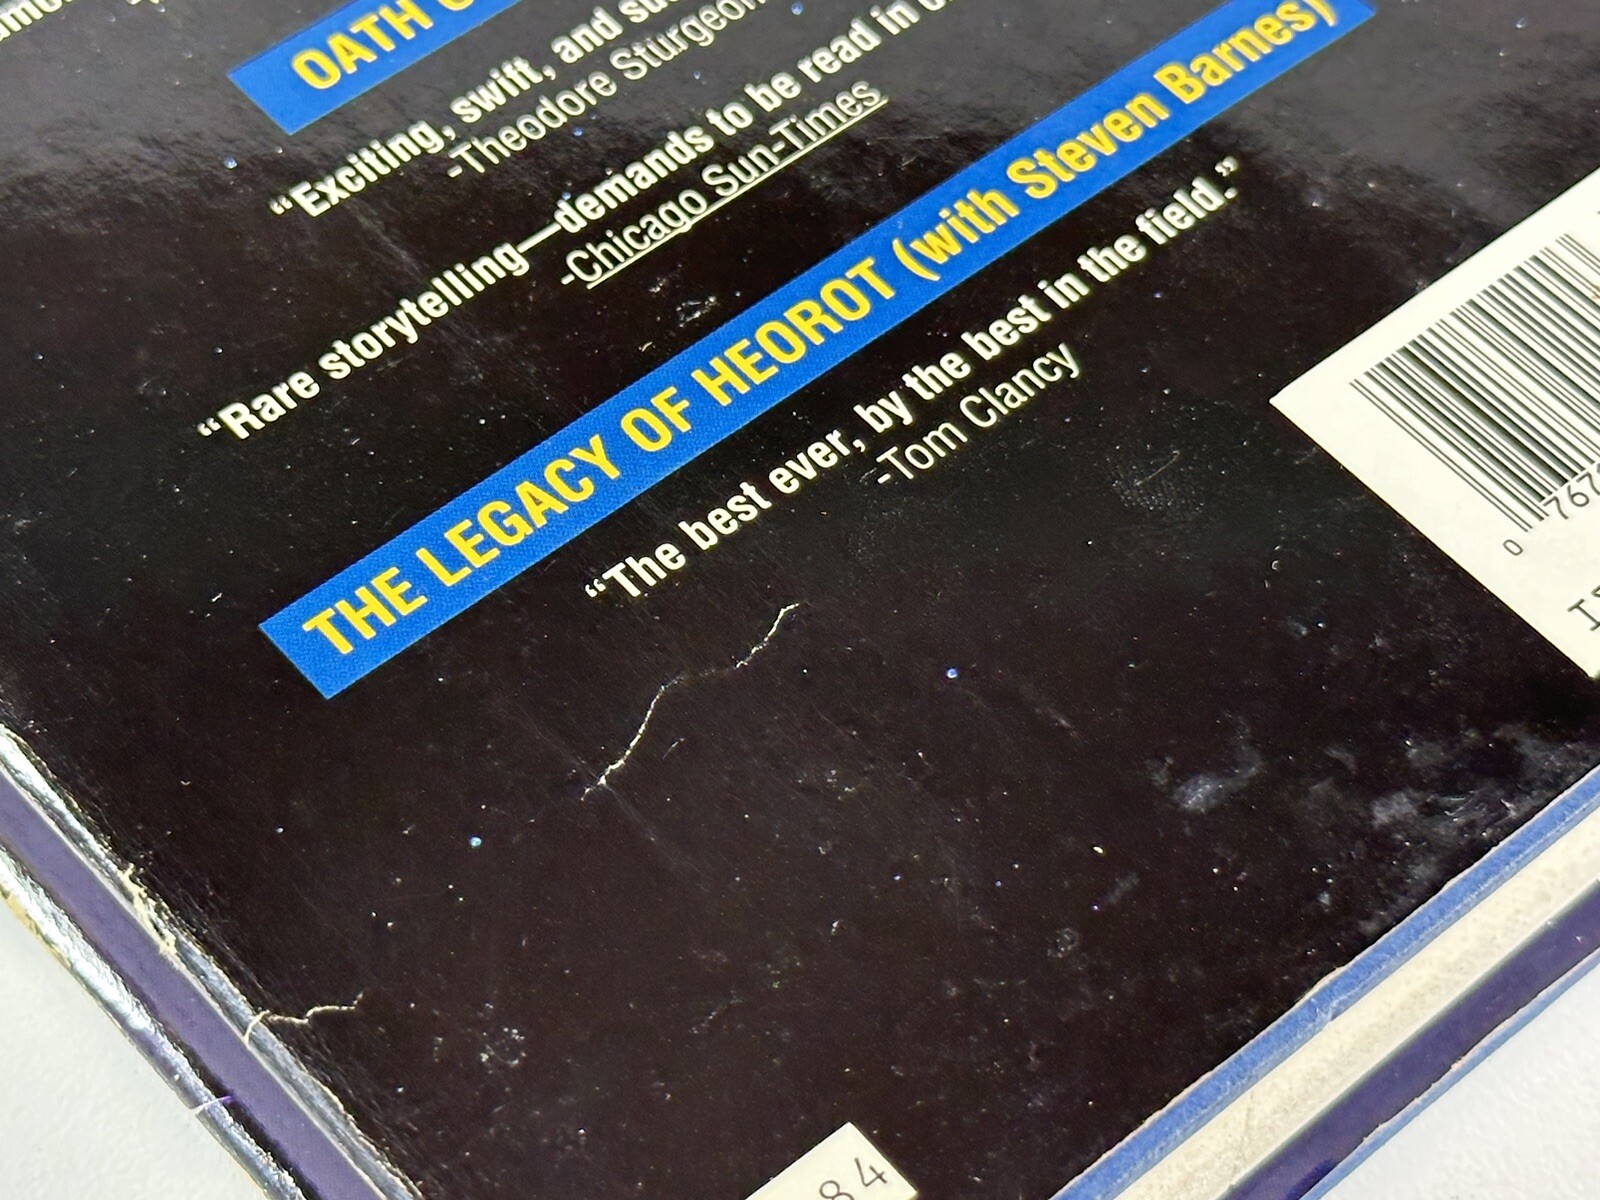 OATH
“Exciting, swift, and
-Theodore Sturgeon
“Rare storytelling—demands to be read in
-Chicago Sun-Times
THE LEGACY OF HEOROT (with Steven Barnes)
“The best ever, by the best in the field.”
-Tom Clancy
0
84